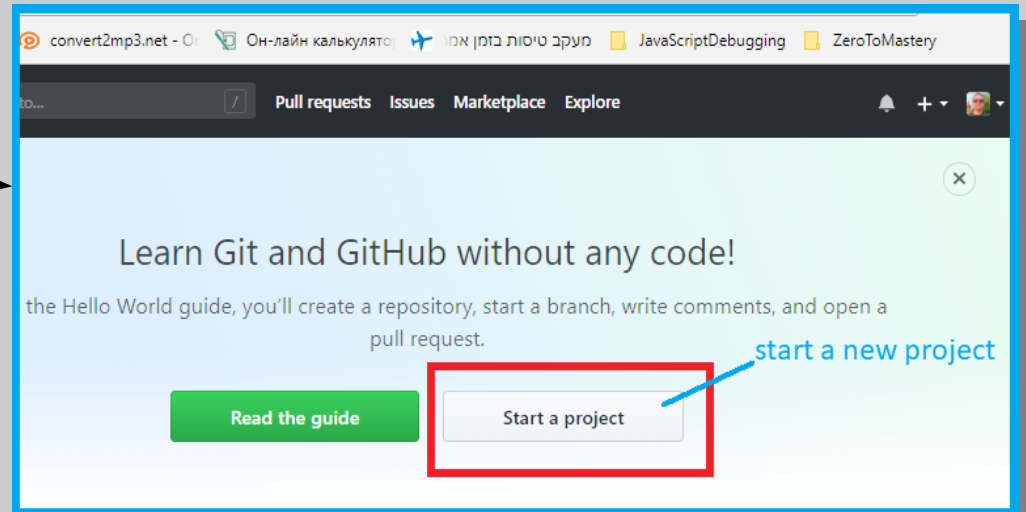 convert2mp3.net - O Он-лайн калькулято מעקב טיסות בזמן אמ JavaScriptDebugging ZeroToMastery
to... / Pull requests Issues Marketplace Explore
Learn Git and GitHub without any code!
the Hello World guide, you’ll create a repository, start a branch, write comments, and open a
pull request.
start a new project
Read the guide Start a project